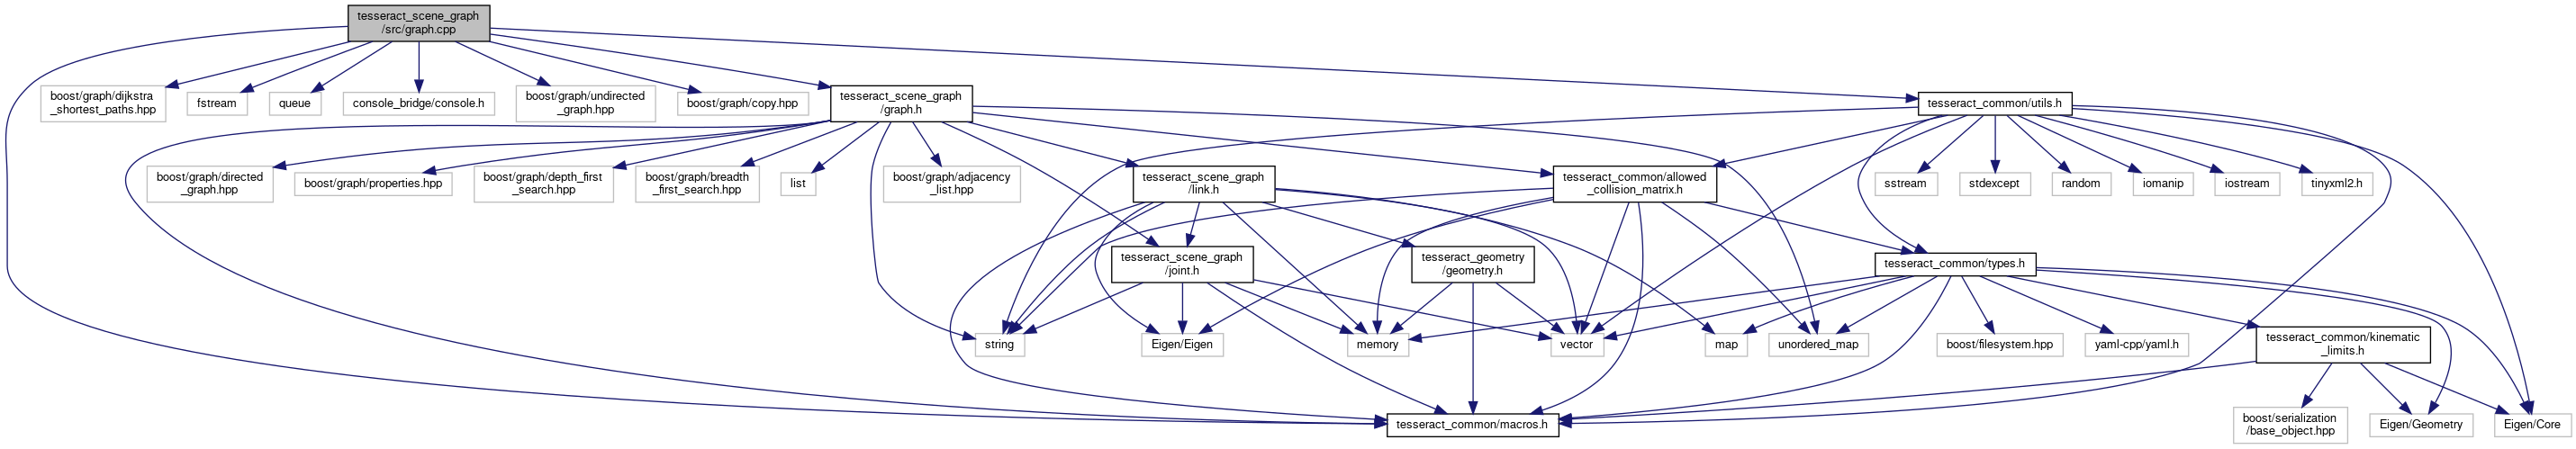 tesseract_scene_graph
/src/graph.cpp
boost/graph/dijkstra
_shortest_paths.hpp
fstream
queue
console_bridge/console.h
boost/graph/undirected
_graph.hpp
boost/graph/copy.hpp
tesseract_scene_graph
/graph.h
tesseract_common/utils.h
boost/graph/directed
_graph.hpp
boost/graph/properties.hpp
boost/graph/depth_first
_search.hpp
boost/graph/breadth
_first_search.hpp
list
boost/graph/adjacency
_list.hpp
tesseract_scene_graph
/link.h
tesseract_common/allowed
_collision_matrix.h
sstream
stdexcept
random
iomanip
iostream
tinyxml2.h
tesseract_scene_graph
/joint.h
tesseract_geometry
/geometry.h
tesseract_common/types.h
string
Eigen/Eigen
memory
vector
map
unordered_map
boost/filesystem.hpp
yaml-cpp/yaml.h
tesseract_common/kinematic
_limits.h
tesseract_common/macros.h
boost/serialization
/base_object.hpp
Eigen/Geometry
Eigen/Core